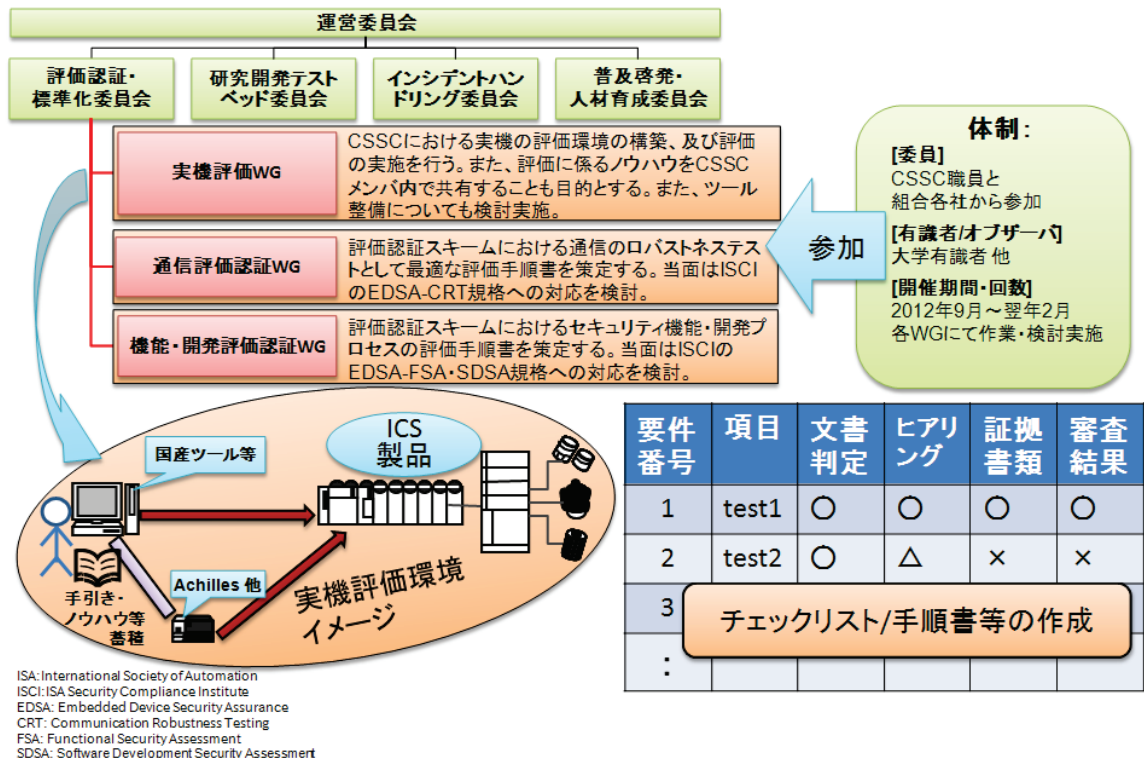 運営委員会
評価認証・
標準化委員会
研究開発テスト
ベッド委員会
インシデントハン
ドリング委員会
普及啓発・
人材育成委員会
実機評価WG
CSSCにおける実機の評価環境の構築、及び評価
の実施を行う。また、評価に係るノウハウをCSSC
メンバ内で共有することも目的とする。また、ツール
整備についても検討実施。
通信評価認証WG
評価認証スキームにおける通信のロバストネステス
トとして最適な評価手順書を策定する。当面はISCI
のEDSA-CRT規格への対応を検討。
機能・開発評価認証WG
評価認証スキームにおけるセキュリティ機能・開発プ
ロセスの評価手順書を策定する。当面はISCIの
EDSA-FSA・SDSA規格への対応を検討。
参加
体制：
[委員]
CSSC職員と
組合各社から参加
[有識者/オブザーバ]
大学有識者 他
[開催期間・回数]
2012年9月～翌年2月
各WGにて作業・検討実施
国産ツール等
ICS
製品
手引き・
ノウハウ等
蓄積
Achilles 他
実機評価環境
イメージ
要件番号 項目 文書判定 ヒアリング 証拠書類 審査結果
1 test1 ○ ○ ○ ○
2 test2 ○ △ × ×
3
：
チェックリスト/手順書等の作成
ISA: International Society of Automation
ISCI: ISA Security Compliance Institute
EDSA: Embedded Device Security Assurance
CRT: Communication Robustness Testing
FSA: Functional Security Assessment
SDSA: Software Development Security Assessment